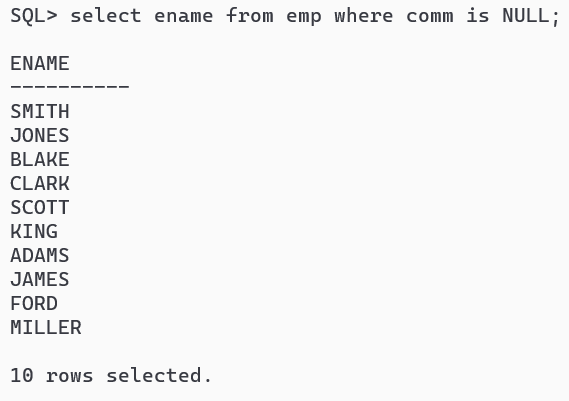 SQL> select ename from emp where comm is NULL;
ENAME
----------
SMITH
JONES
BLAKE
CLARK
SCOTT
KING
ADAMS
JAMES
FORD
MILLER
10 rows selected.